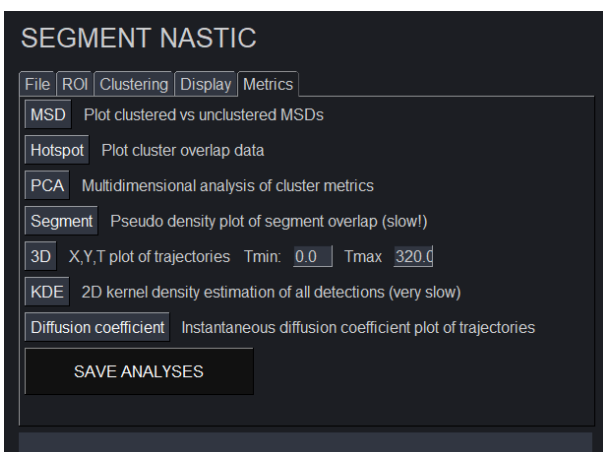 SEGMENT NASTIC
File ROI Clustering Display Metrics
MSD Plot clustered vs unclustered MSDs
Hotspot Plot cluster overlap data
PCA Multidimensional analysis of cluster metrics
Segment Pseudo density plot of segment overlap (slow!)
3D X,Y,T plot of trajectories Tmin: 0.0 Tmax 320.0
KDE 2D kernel density estimation of all detections (very slow)
Diffusion coefficient Instantaneous diffusion coefficient plot of trajectories
SAVE ANALYSES